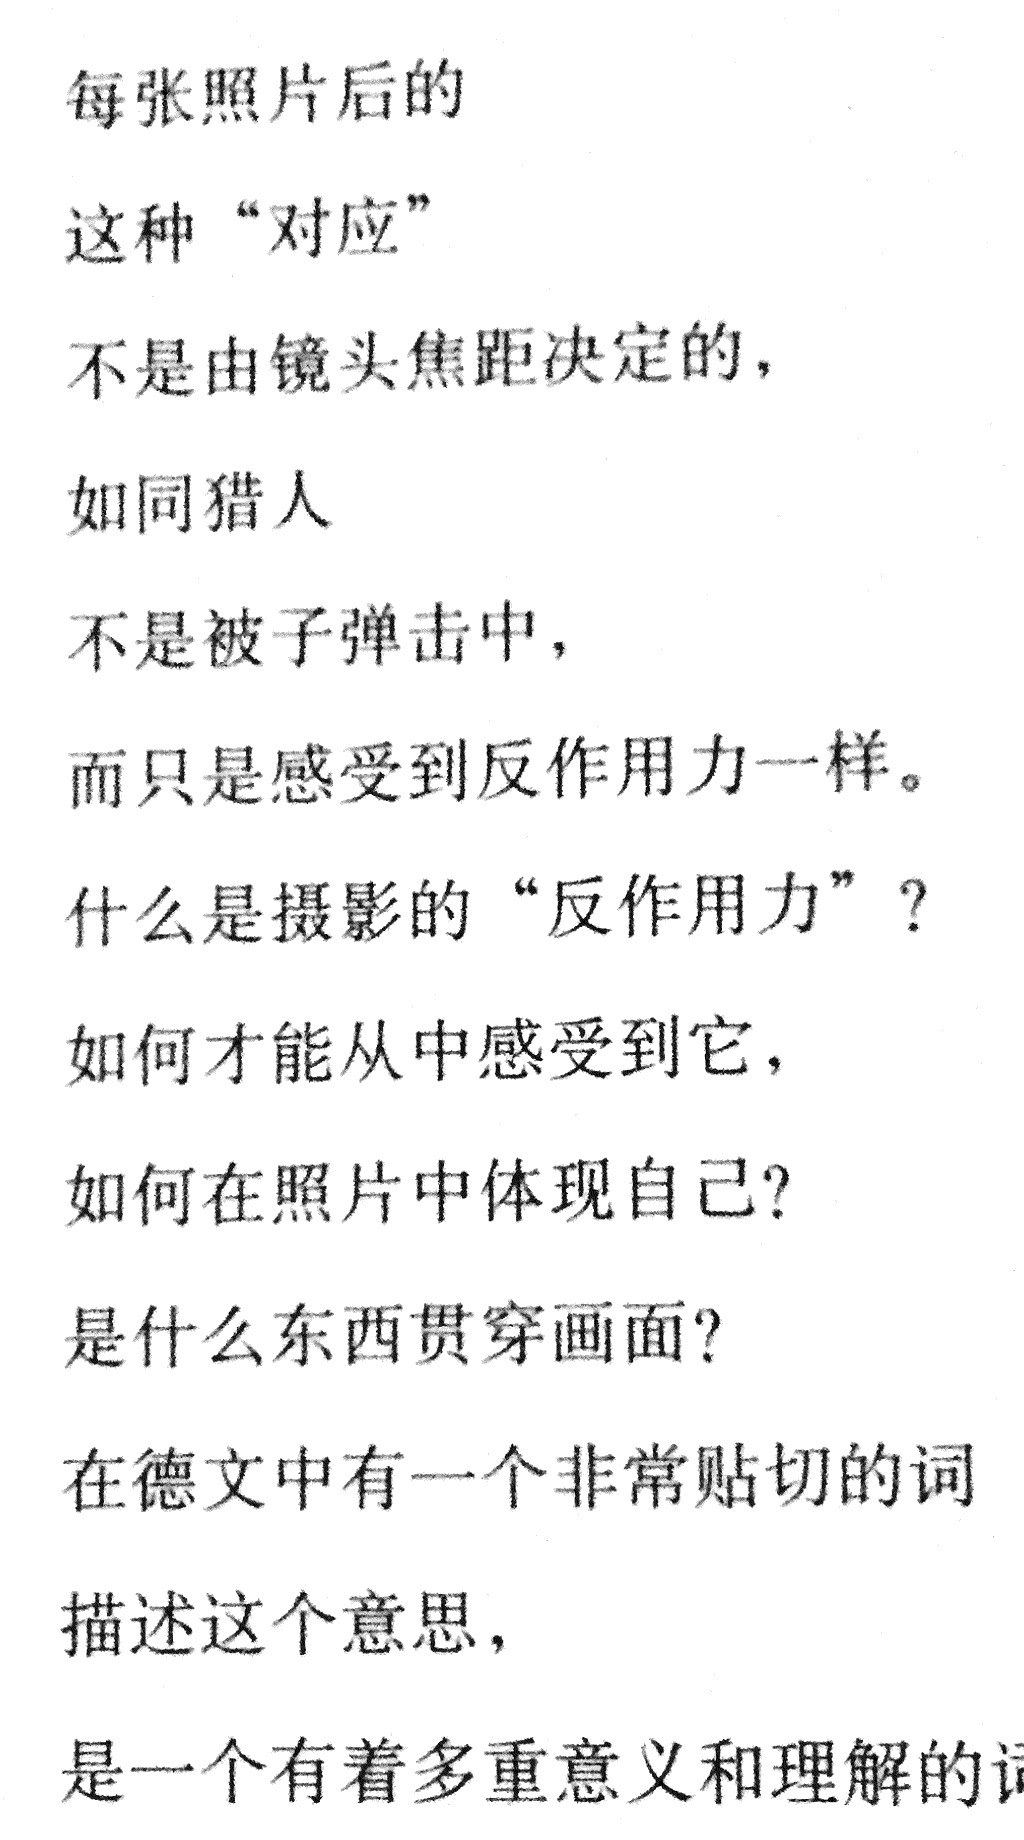 每张照片后的
这种“对应”
不是由镜头焦距决定的，
如同猎人
不是被子弹击中，
而只是感受到反作用力一样。
什么是摄影的“反作用力”？
如何才能从中感受到它，
如何在照片中体现自己？
是什么东西贯穿画面？
在德文中有一个非常贴切的词
描述这个意思，
是一个有着多重意义和理解的词